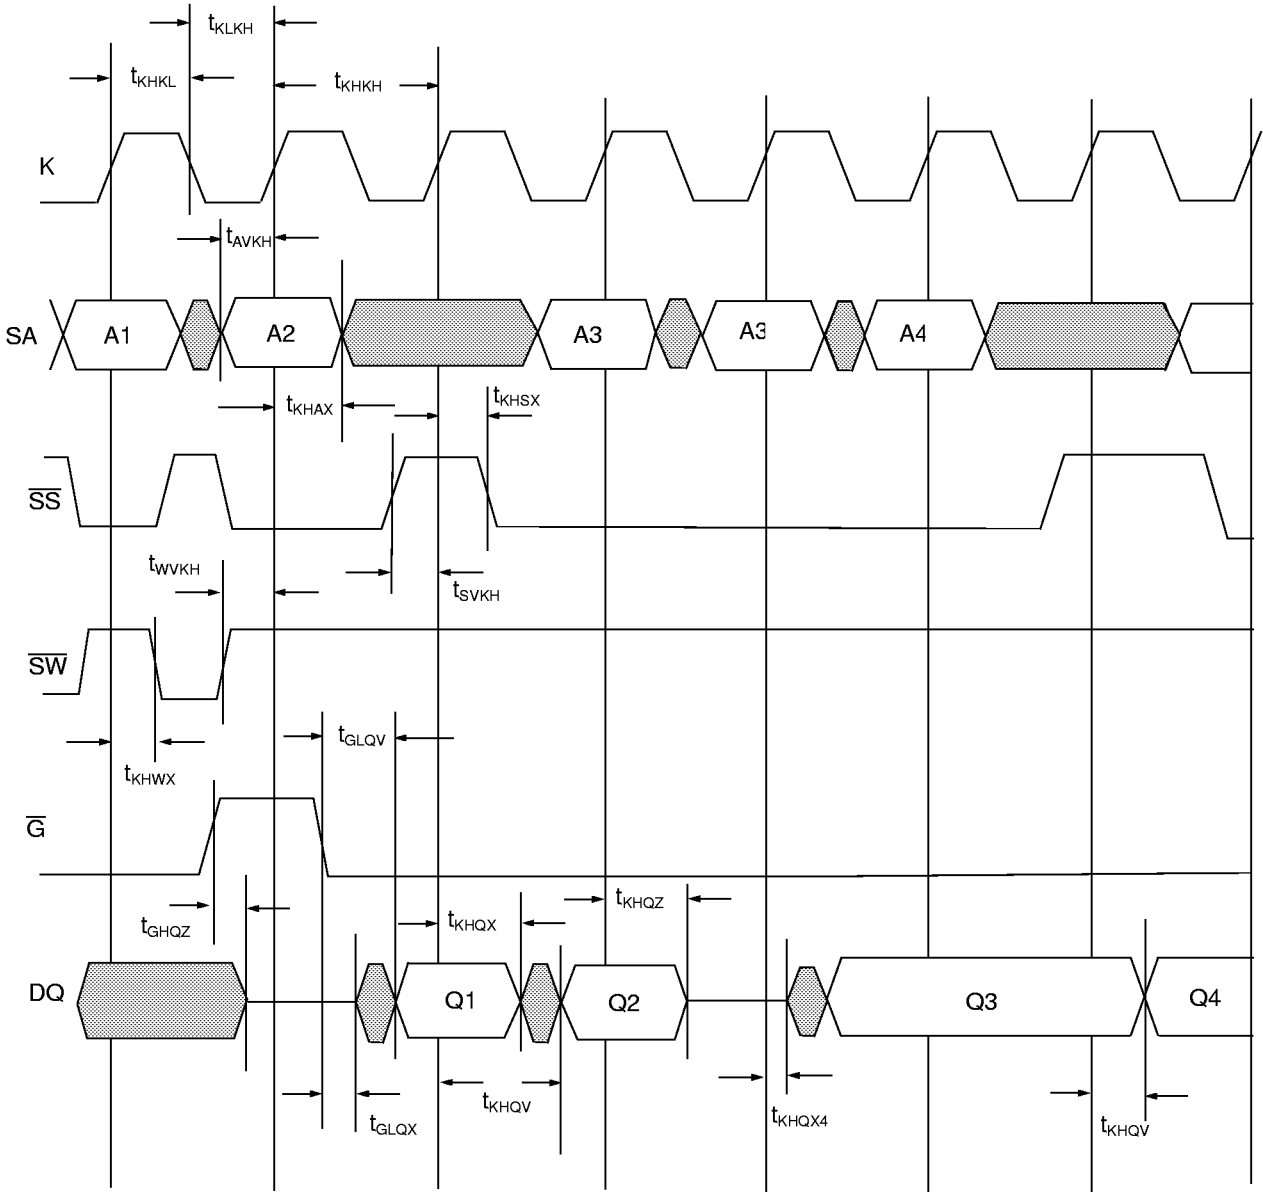 tKLKH
tKHKL
tKHKH
K
tAVKH
SA
A1
A2
A3
A3
A4
tKHAX
tKHSX
SS
tWVKH
tSVKH
SW
tGLQV
tKHWX
G
tKHQZ
tGHQZ
tKHQX
DQ
Q1
Q2
Q3
Q4
tKHQV
tGLQX
tKHQX4
tKHQV